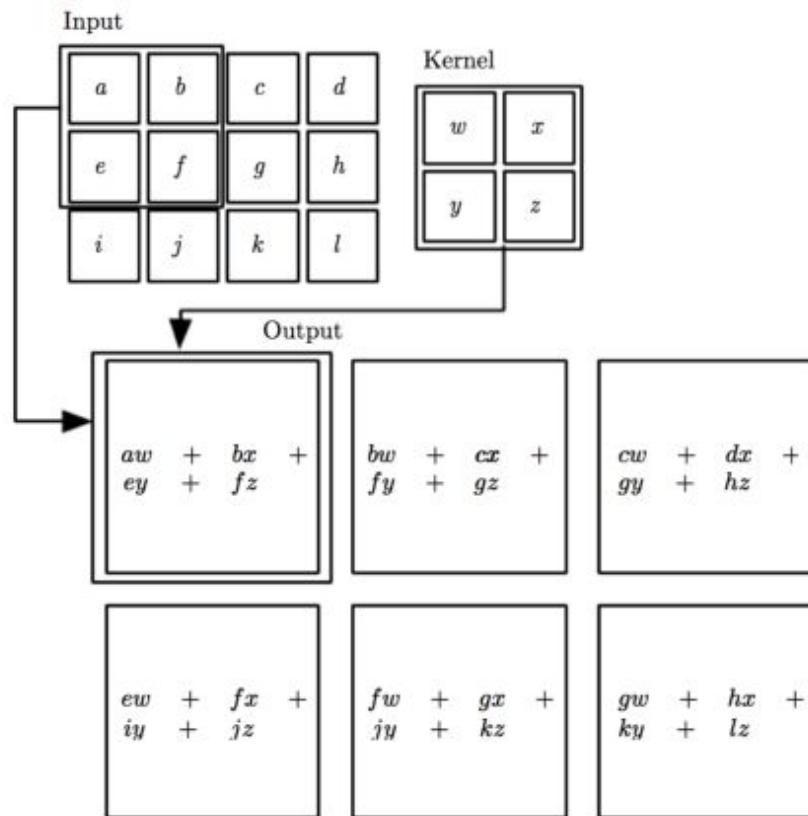 Input
a b c d
e f g h
i j k l
Kernel
w x
y z
Output
aw + bx +
ey + fz
bw + cx +
fy + gz
cw + dx +
gy + hz
ew + fx +
iy + jz
fw + gx +
jy + kz
gw + hx +
ky + lz